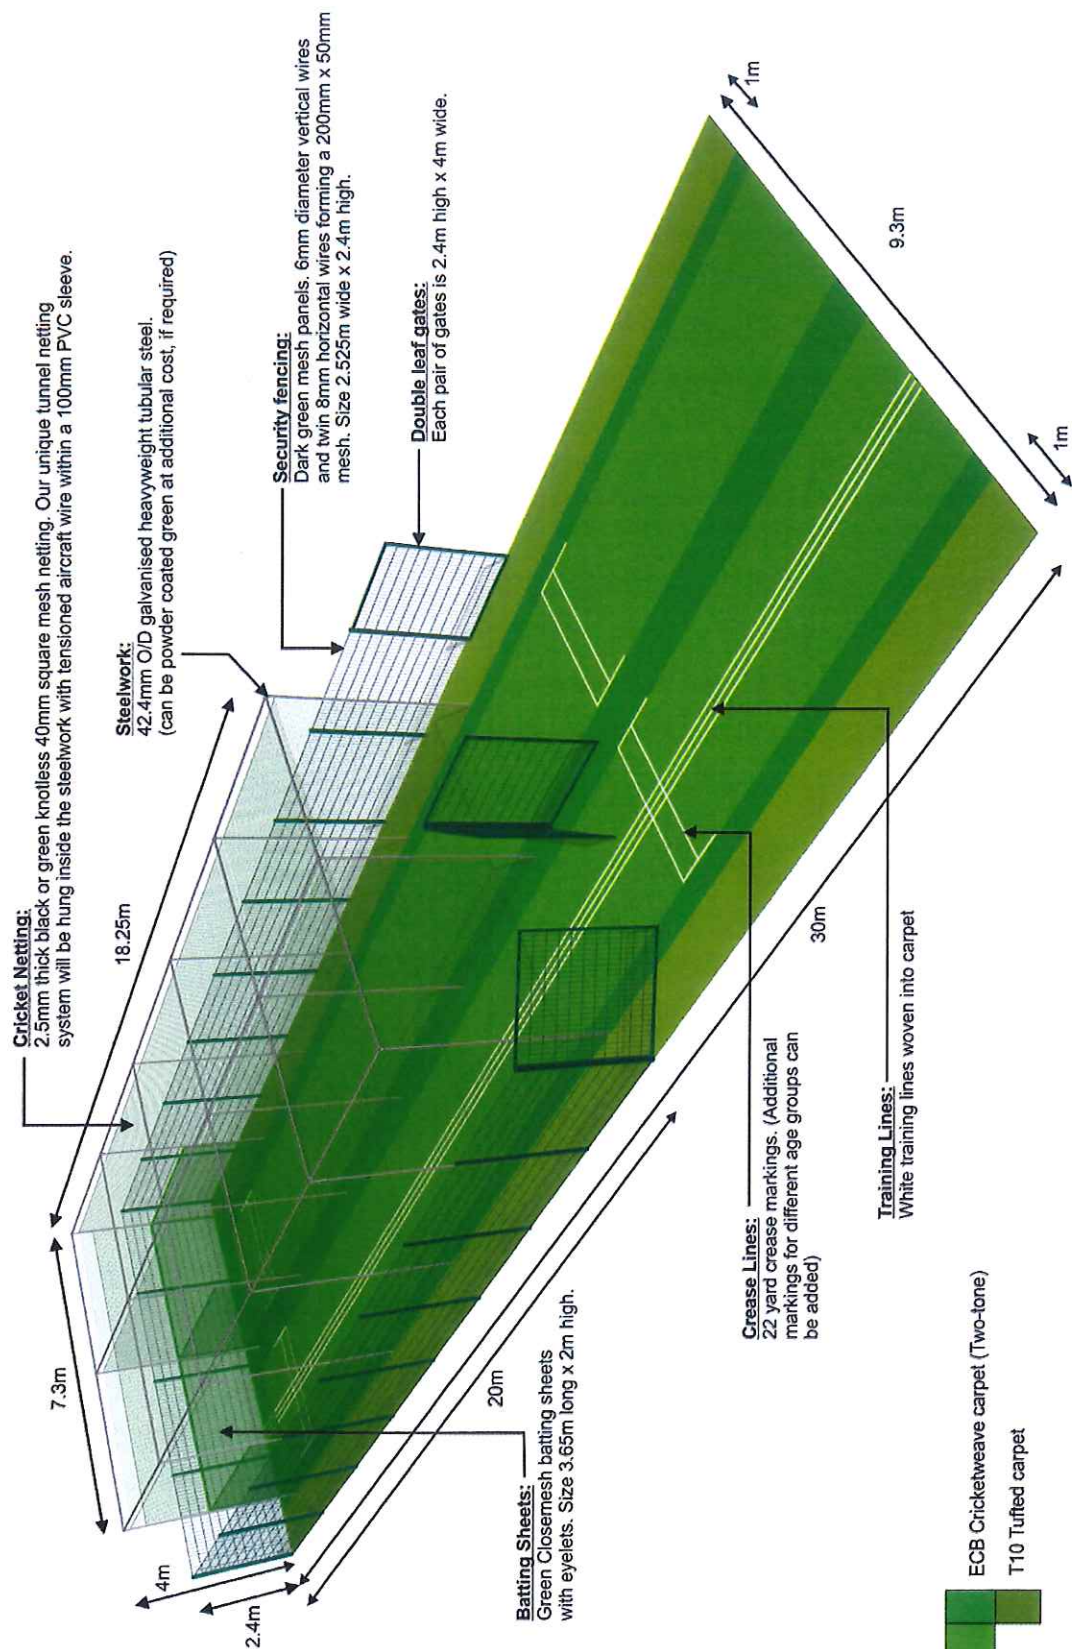 Cricket Netting:
2.5mm thick black or green knotless 40mm square mesh netting. Our unique tunnel netting
system will be hung inside the steelwork with tensioned aircraft wire within a 100mm PVC sleeve.
Steelwork:
42.4mm O/D galvanised heavyweight tubular steel.
(can be powder coated green at additional cost, if required)
Security fencing:
Dark green mesh panels. 6mm diameter vertical wires
and twin 8mm horizontal wires forming a 200mm x 50mm
mesh. Size 2.525m wide x 2.4m high.
Double leaf gates:
Each pair of gates is 2.4m high x 4m wide.
18.25m
7.3m
4m
2.4m
1m
9.3m
1m
20m
30m
Batting Sheets:
Green Closemesh batting sheets
with eyelets. Size 3.65m long x 2m high.
Crease Lines:
22 yard crease markings. (Additional
markings for different age groups can
be added)
Training Lines:
White training lines woven into carpet
ECB Cricketweave carpet (Two-tone)
T10 Tufted carpet